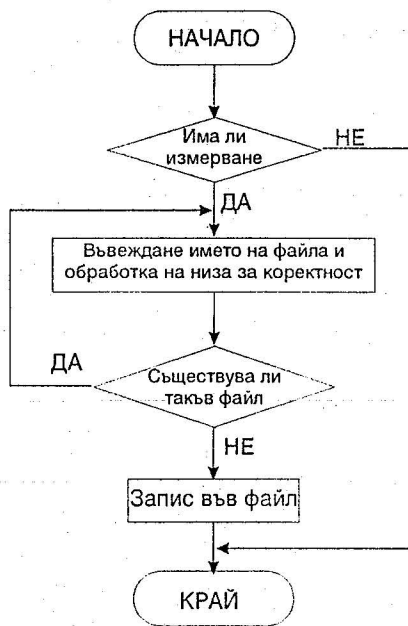 НАЧАЛО
Има ли
измерване
НЕ
ДА
Въвеждане името на файла и
обработка на низа за коректност
ДА
Съществува ли
такъв файл
НЕ
Запис във файл
КРАЙ